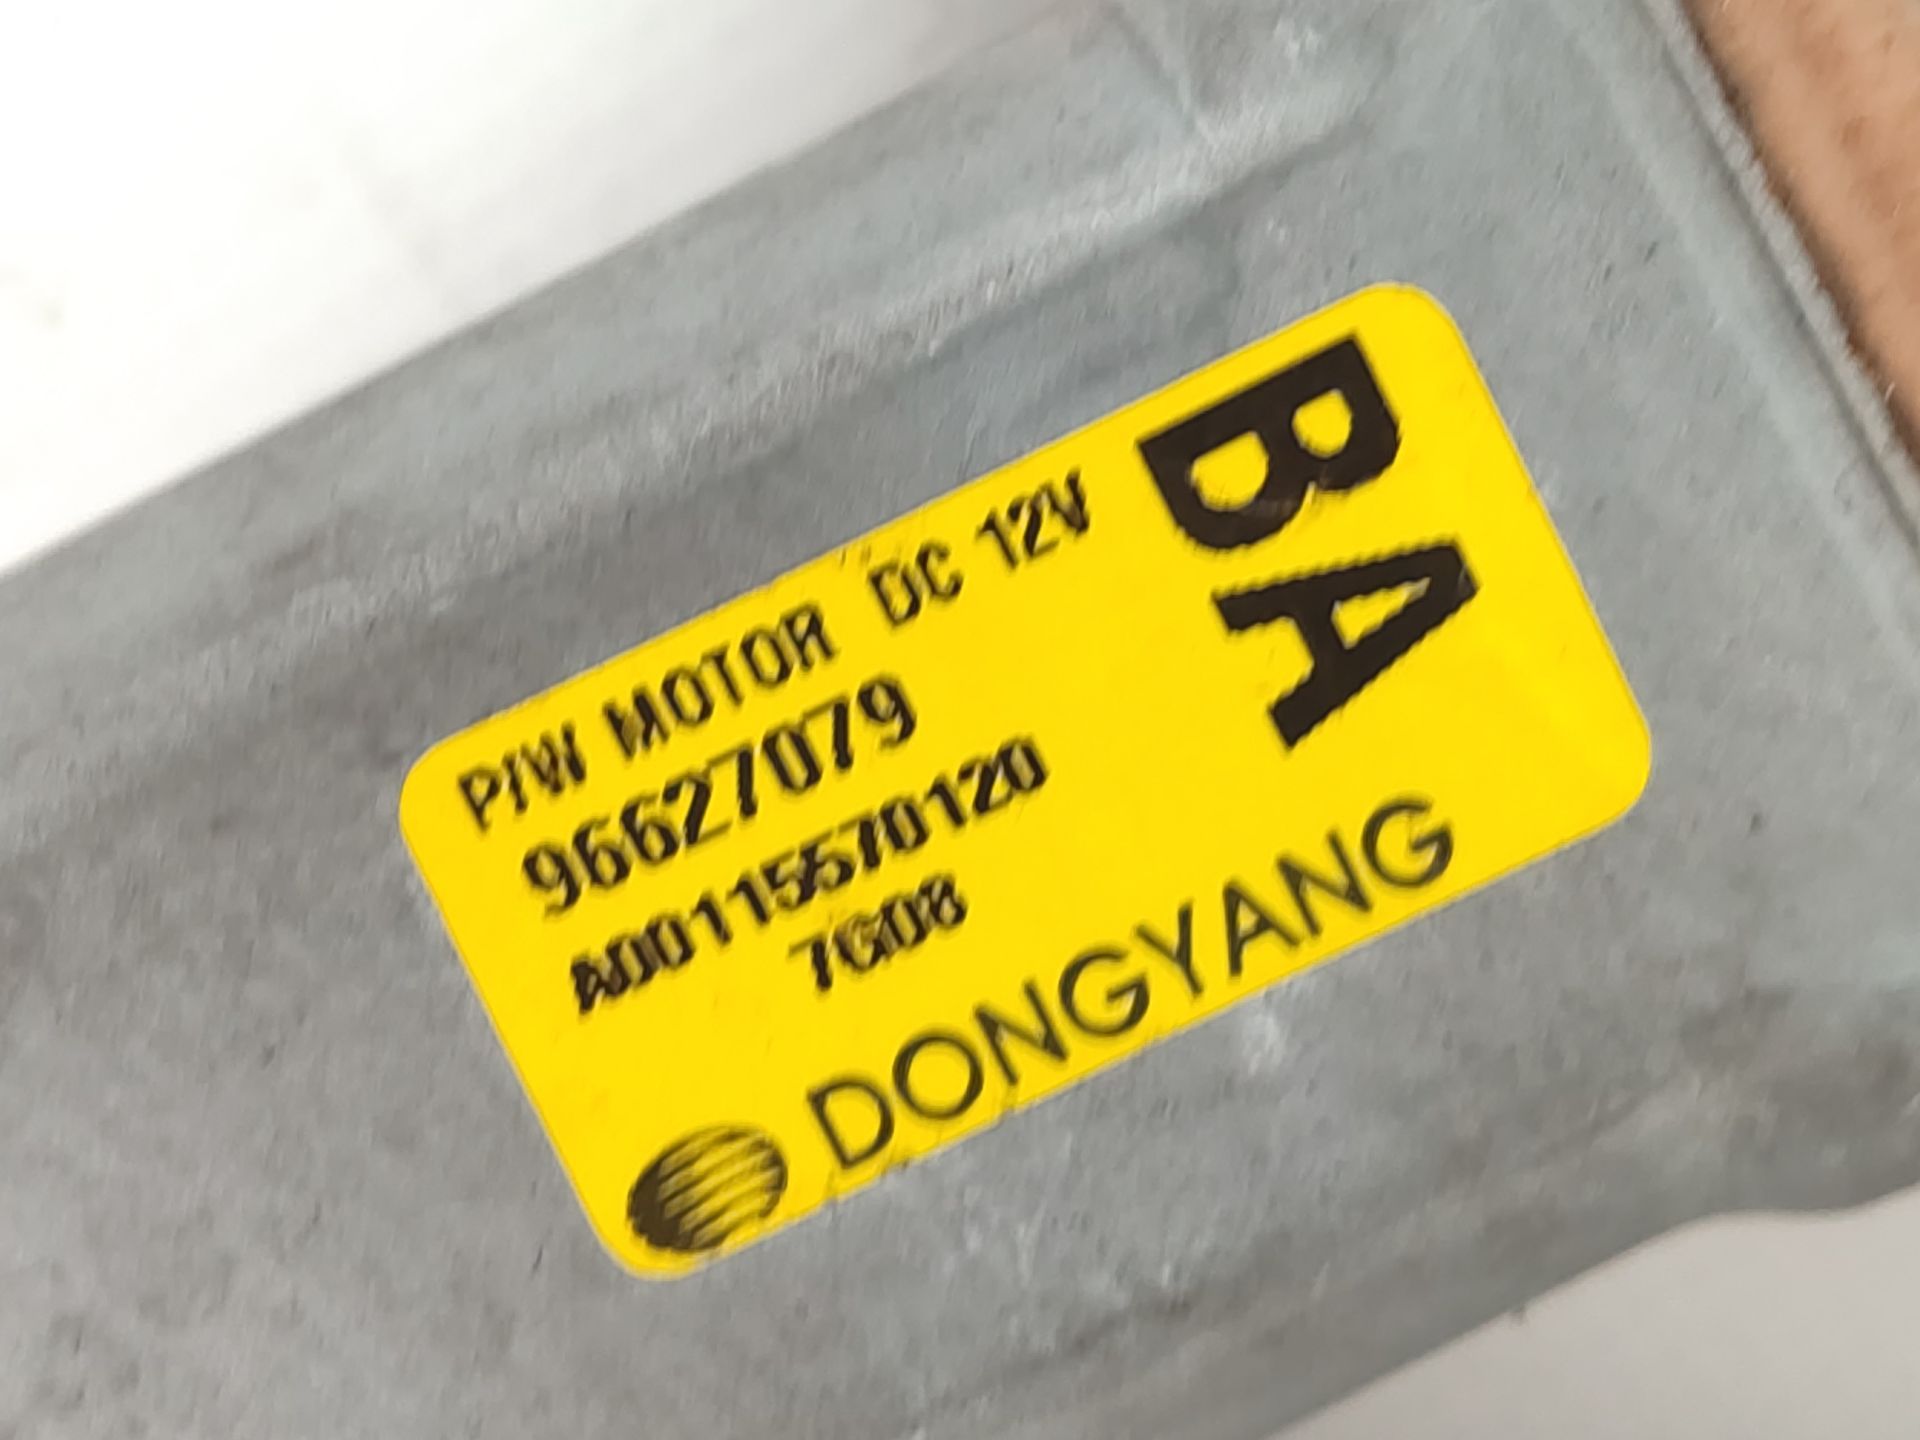 P/W MOTOR DC 12V
BA
96627079
A00115570120
7G08
DONGYANG